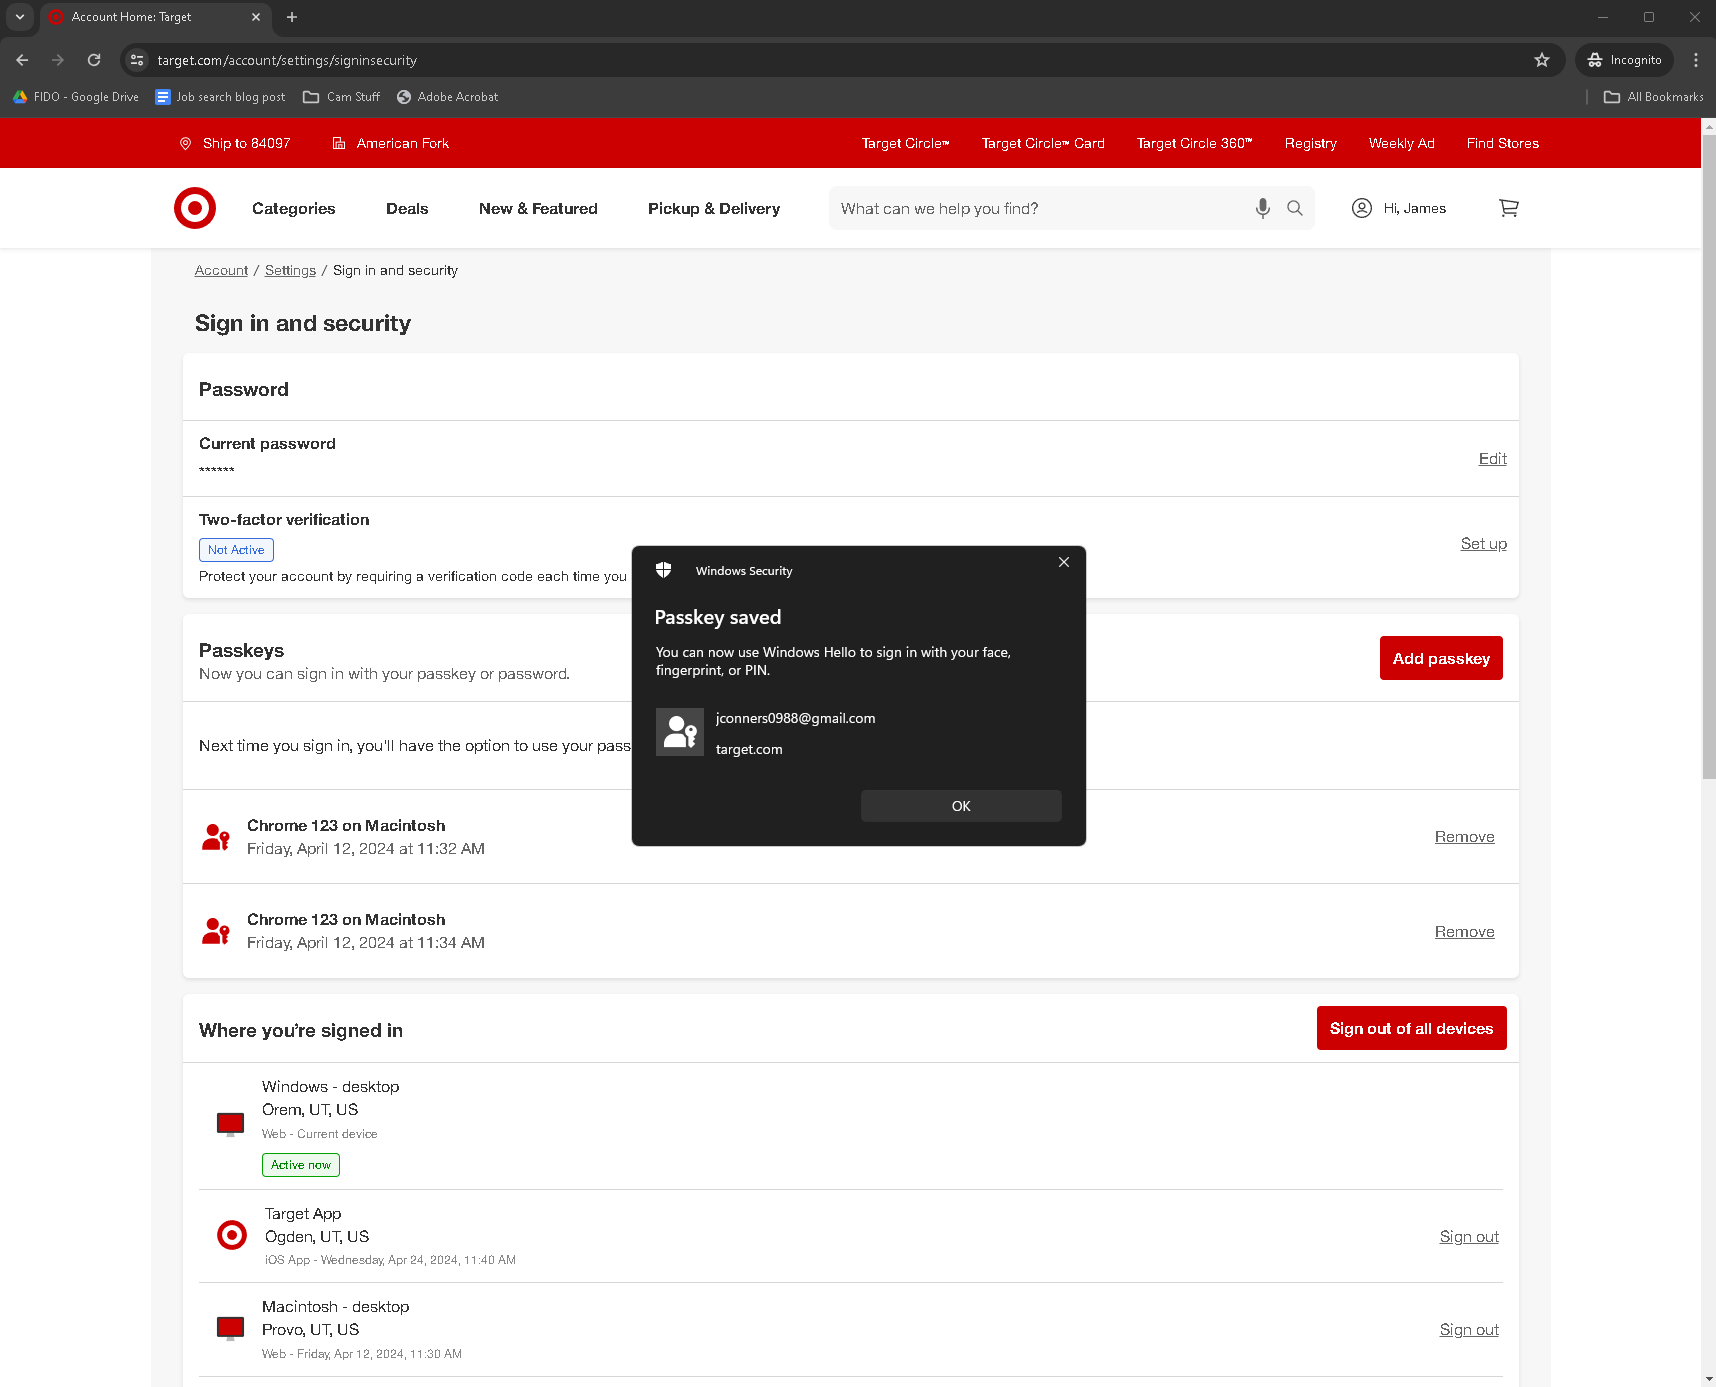 Account Home: Target
target.com/account/settings/signinsecurity
Incognito
FIDO - Google Drive
Job search blog post
Cam Stuff
Adobe Acrobat
All Bookmarks
Ship to 84097
American Fork
Target Circle™
Target Circle™ Card
Target Circle 360™
Registry
Weekly Ad
Find Stores
Categories
Deals
New & Featured
Pickup & Delivery
What can we help you find?
Hi, James
Account / Settings / Sign in and security
Sign in and security
Password
Current password
******
Edit
Two-factor verification
Not Active
Set up
Protect your account by requiring a verification code each time you
Windows Security
Passkey saved
You can now use Windows Hello to sign in with your face,
fingerprint, or PIN.
jconners0988@gmail.com
target.com
OK
Passkeys
Now you can sign in with your passkey or password.
Add passkey
Next time you sign in, you'll have the option to use your pass
Chrome 123 on Macintosh
Friday, April 12, 2024 at 11:32 AM
Remove
Chrome 123 on Macintosh
Friday, April 12, 2024 at 11:34 AM
Remove
Where you're signed in
Sign out of all devices
Windows - desktop
Orem, UT, US
Web - Current device
Active now
Target App
Ogden, UT, US
iOS App - Wednesday, Apr 24, 2024, 11:40 AM
Sign out
Macintosh - desktop
Provo, UT, US
Web - Friday, Apr 12, 2024, 11:30 AM
Sign out